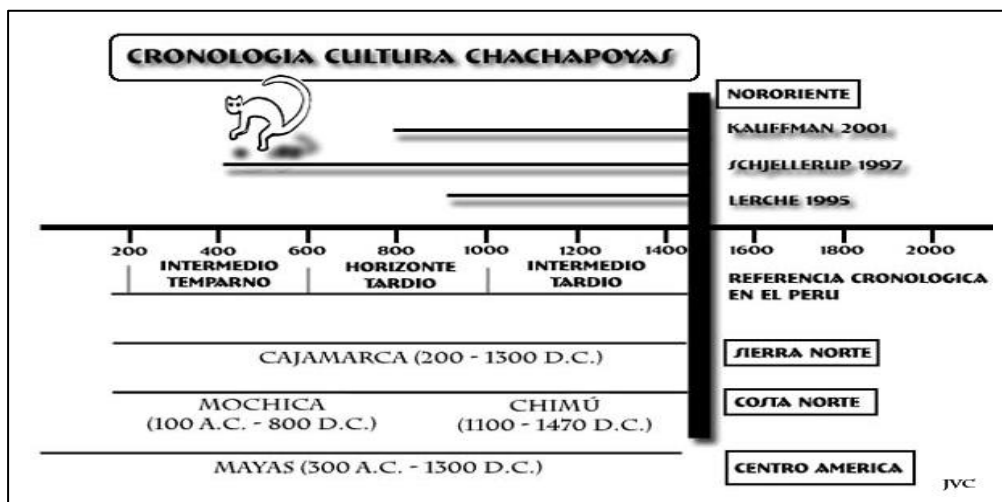 CRONOLOGIA CULTURA CHACHAPOYAS
NORORIENTE
KAUFFMAN 2001
SCHJELLERUP 1997
LERCHE 1995
200 400 600 800 1000 1200 1400 1600 1800 2000
INTERMEDIO TEMPARNO
HORIZONTE TARDIO
INTERMEDIO TARDIO
REFERENCIA CRONOLOGICA
EN EL PERU
CAJAMARCA (200 - 1300 D.C.)
SIERRA NORTE
MOCHICA
(100 A.C. - 800 D.C.)
CHIMÚ
(1100 - 1470 D.C.)
COSTA NORTE
MAYAS (300 A.C. - 1300 D.C.)
CENTRO AMERICA
JVC